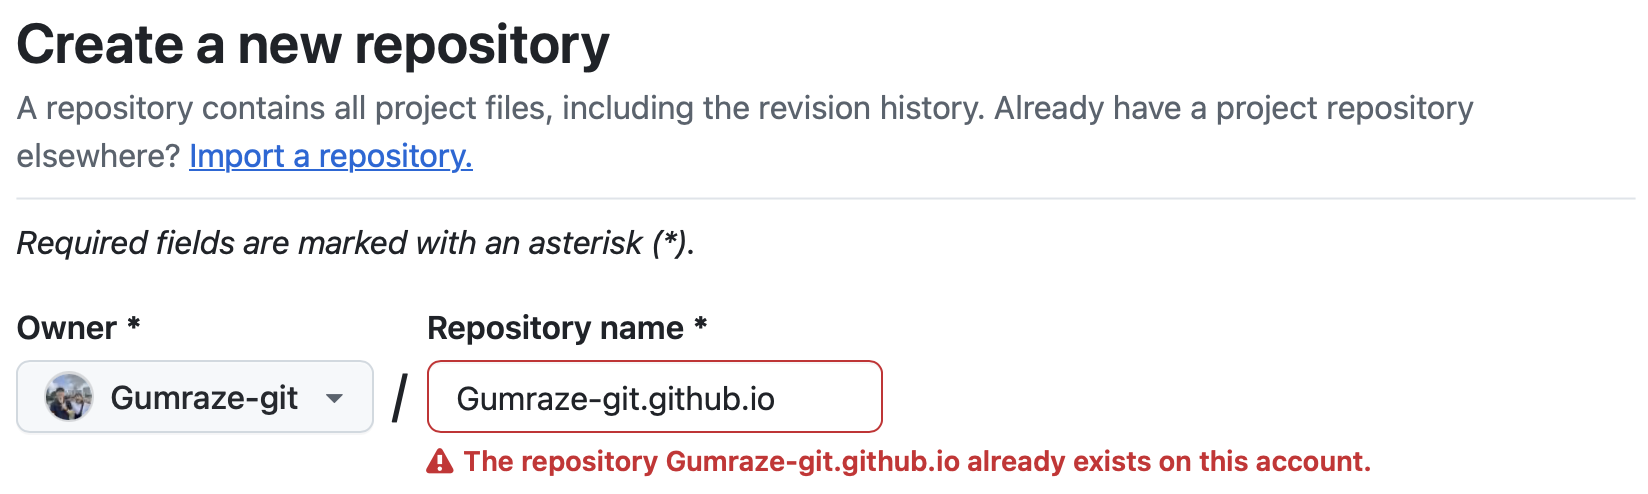 Create a new repository
A repository contains all project files, including the revision history. Already have a project repository
elsewhere? Import a repository.
Required fields are marked with an asterisk (*).
Owner *
Repository name *
Gumraze-git
/
Gumraze-git.github.io
The repository Gumraze-git.github.io already exists on this account.